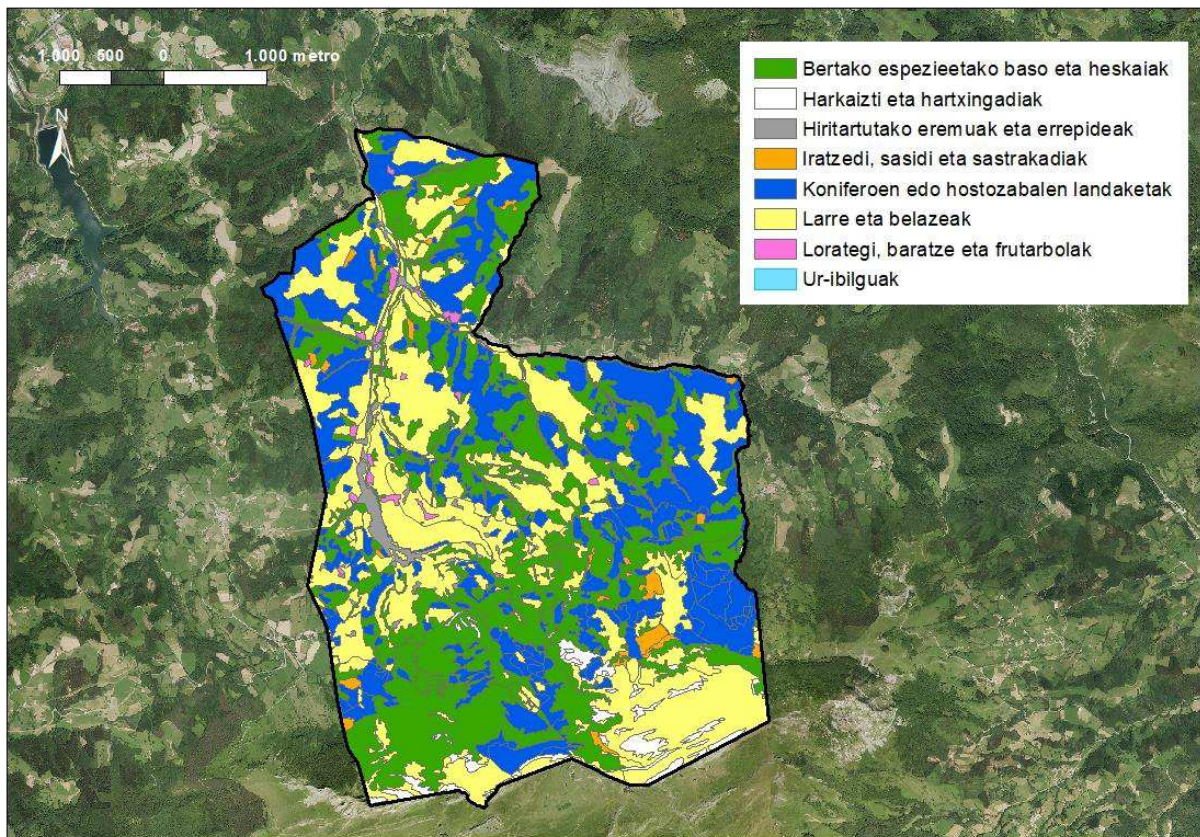 1.000 500 0 1.000 metro
N
Bertako espezieetako baso eta heskaiak
Harkaizti eta hartxingadiak
Hiritartutako eremuak eta errepideak
Iratzedi, sasidi eta sastrakadiak
Koniferoen edo hostozabalen landaketak
Larre eta belazeak
Lorategi, baratze eta frutarbolak
Ur-ibilguak